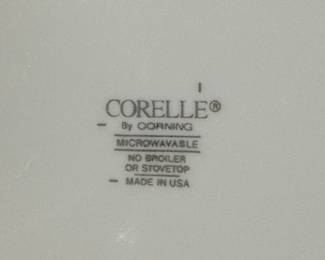 CORELLE®
By CORNING
MICROWAVABLE
NO BROILER
OR STOVETOP
MADE IN USA